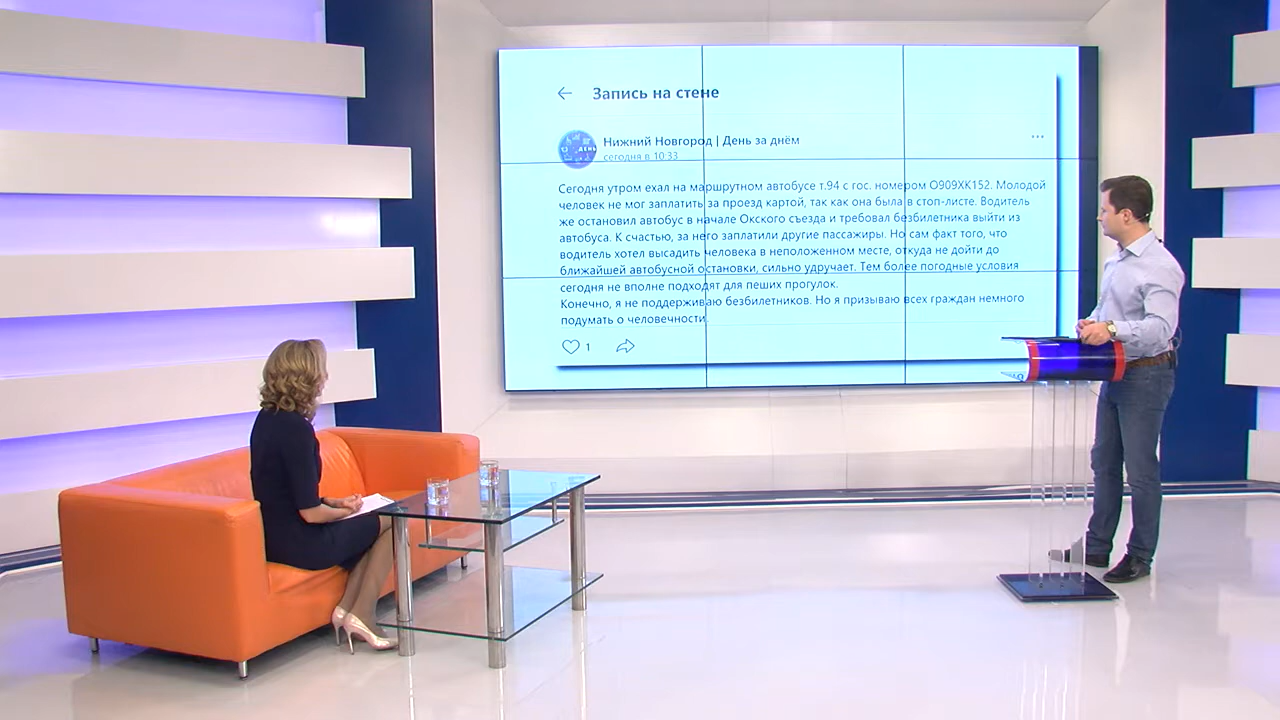 Запись на стене
Нижний Новгород | День за днём
сегодня в 10:33
Сегодня утром ехал на маршрутном автобусе т.94 с гос. номером О909ХК152. Молодой
человек не мог заплатить за проезд картой, так как она была в стоп-листе. Водитель
же остановил автобус в начале Окского съезда и требовал безбилетника выйти из
автобуса. К счастью, за него заплатили другие пассажиры. Но сам факт того, что
водитель хотел высадить человека в неположенном месте, откуда не дойти до
ближайшей автобусной остановки, сильно удручает. Тем более погодные условия
сегодня не вполне подходят для пеших прогулок.
Конечно, я не поддерживаю безбилетников. Но я призываю всех граждан немного
подумать о человечности.
1